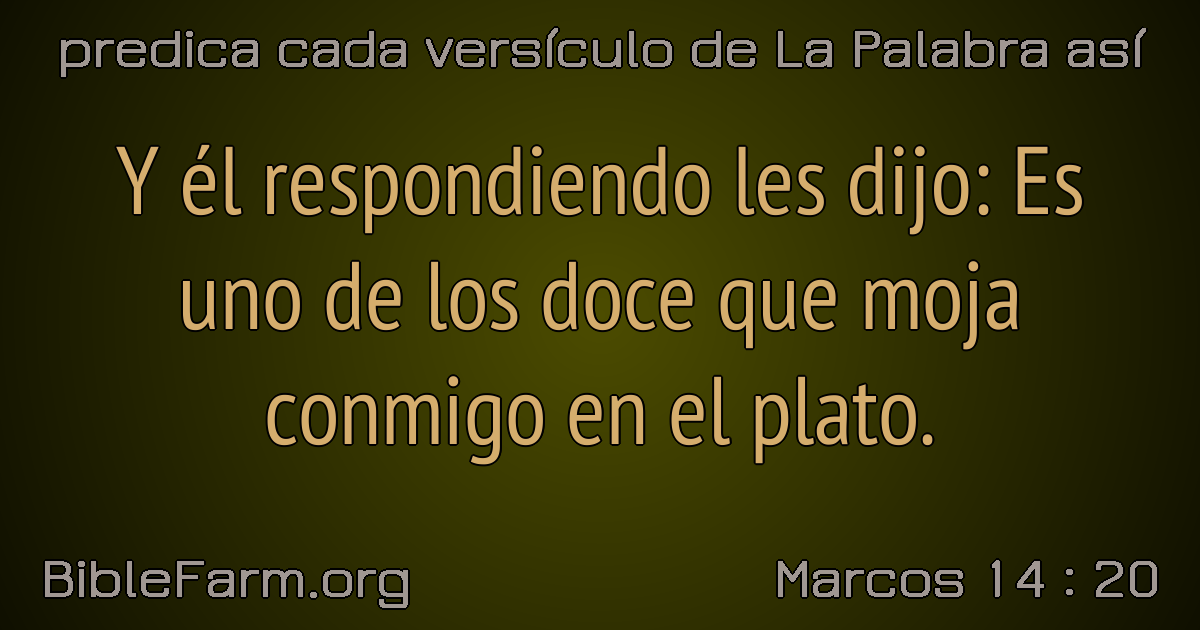 predica cada versículo de La Palabra así
Y él respondiendo les dijo: Es
uno de los doce que moja
conmigo en el plato.
BibleFarm.org
Marcos 14 : 20